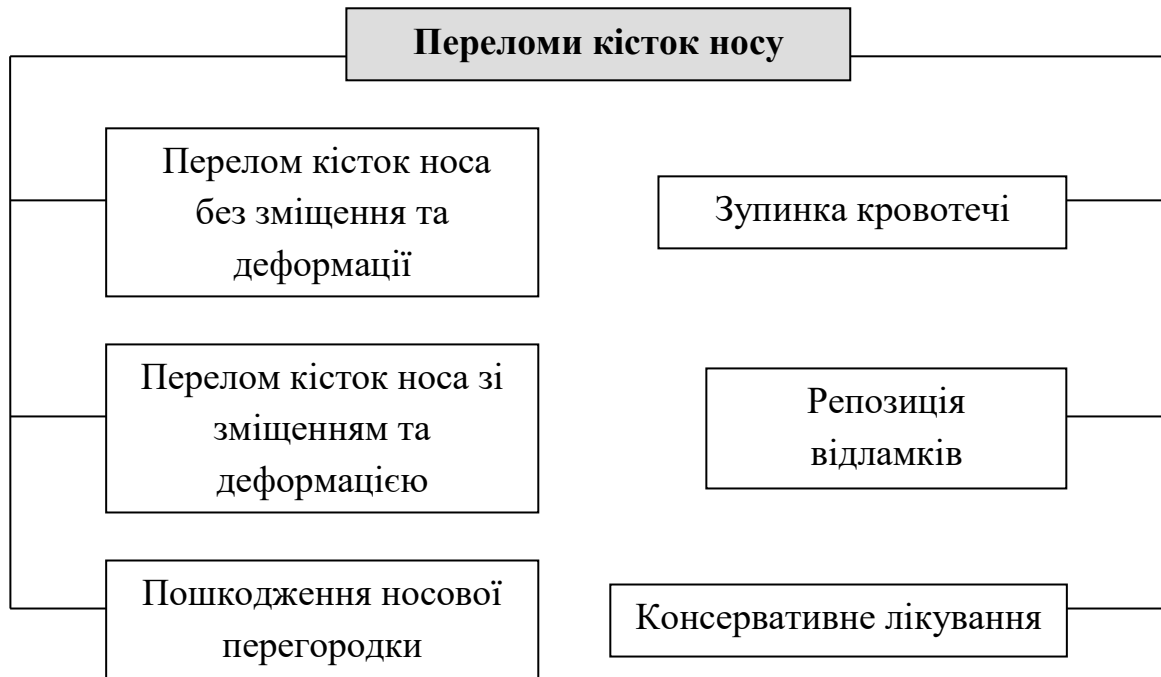 Переломи кісток носу
Перелом кісток носа
без зміщення та
деформації
Зупинка кровотечі
Перелом кісток носа зі
зміщенням та
деформацією
Репозиція
відламків
Пошкодження носової
перегородки
Консервативне лікування